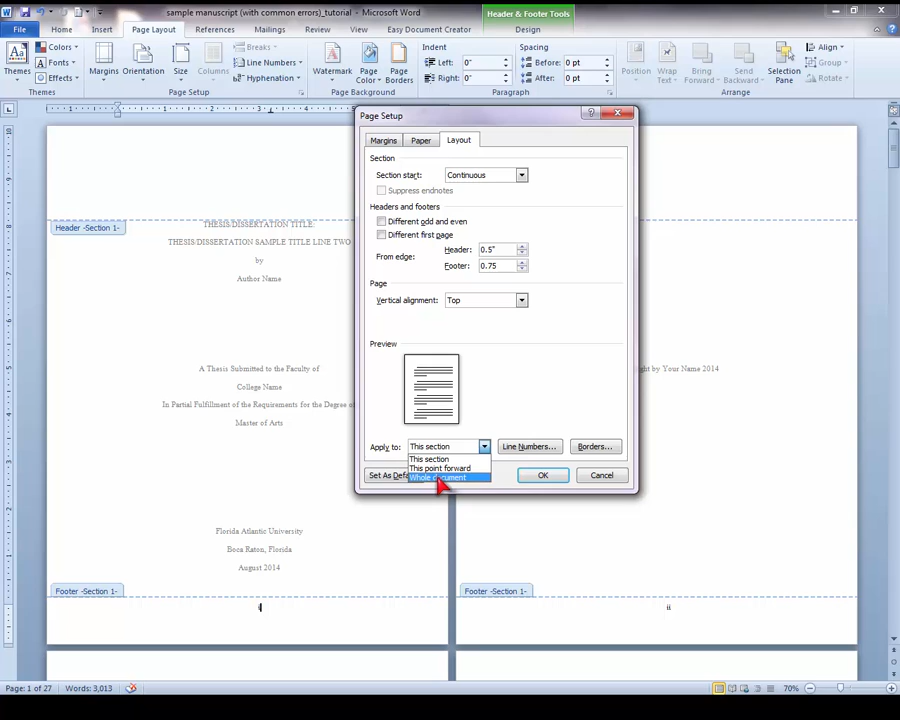 sample manuscript (with common errors)_tutorial - Microsoft Word
Header & Footer Tools
File Home Insert Page Layout References Mailings Review View Easy Document Creator Design
Colors
Fonts
Effects
Themes
Themes
Margins
Orientation
Size
Columns
Breaks
Line Numbers
Hyphenation
Page Setup
Watermark
Page Color
Page Borders
Page Background
Indent
Left: 0"
Right: 0"
Spacing
Before: 0 pt
After: 0 pt
Paragraph
Position
Wrap Text
Bring Forward
Send Backward
Selection Pane
Align
Group
Rotate
Arrange
Header -Section 1-
THESIS/DISSERTATION TITLE:
THESIS/DISSERTATION SAMPLE TITLE LINE TWO
by
Author Name
A Thesis Submitted to the Faculty of
College Name
In Partial Fulfillment of the Requirements for the Degree of
Master of Arts
Florida Atlantic University
Boca Raton, Florida
August 2014
Footer -Section 1-
i
Page Setup
Margins Paper Layout
Section
Section start: Continuous
Suppress endnotes
Headers and footers
Different odd and even
Different first page
From edge:
Header: 0.5"
Footer: 0.75
Page
Vertical alignment: Top
Preview
Apply to: This section
This section
This point forward
Whole document
Line Numbers...
Borders...
Set As Defa
OK
Cancel
ght by Your Name 2014
Footer -Section 1-
ii
Page: 1 of 27 Words: 3,013
70%